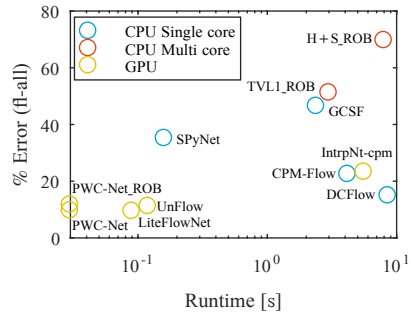 80
60
40
20
0
% Error (fl-all)
CPU Single core
CPU Multi core
GPU
H+S_ROB
TVL1_ROB
GCSF
SPyNet
IntrpNt-cpm
CPM-Flow
DCFlow
PWC-Net_ROB
UnFlow
PWC-Net
LiteFlowNet
10^-1
10^0
10^1
Runtime [s]